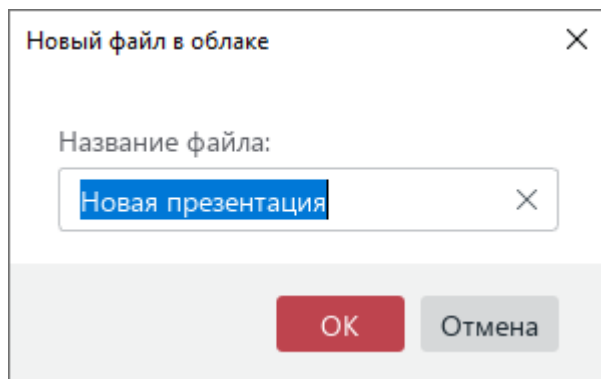 Новый файл в облаке
Название файла:
Новая презентация
ОК Отмена